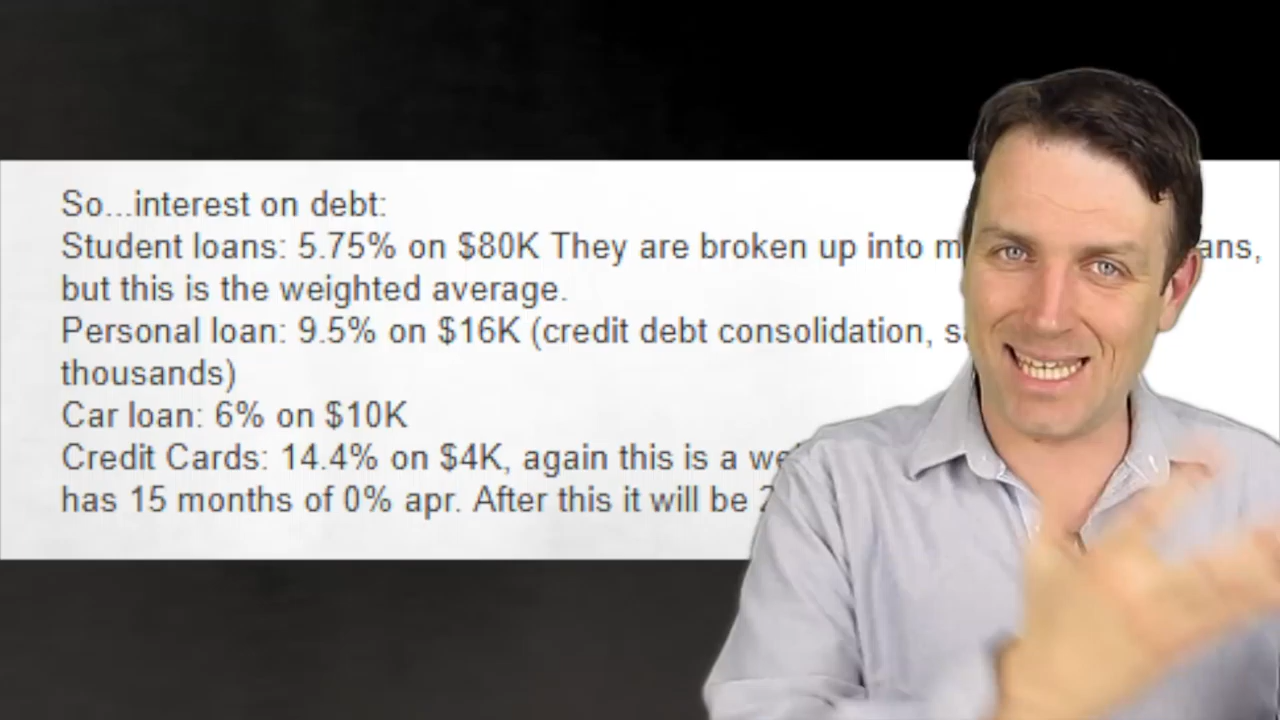 So...interest on debt:
Student loans: 5.75% on $80K They are broken up into
but this is the weighted average.
Personal loan: 9.5% on $16K (credit debt consolidation,
thousands)
Car loan: 6% on $10K
Credit Cards: 14.4% on $4K, again this is a
has 15 months of 0% apr. After this it will be